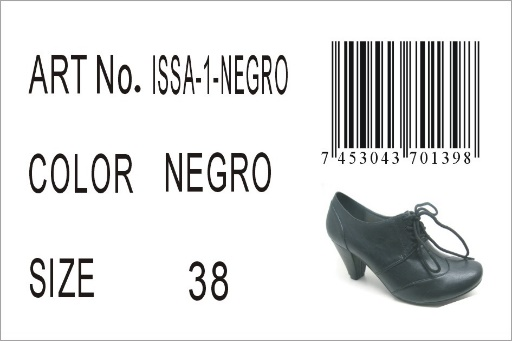 ART No. ISSA-1-NEGRO
7 453043 701398
COLOR NEGRO
SIZE 38